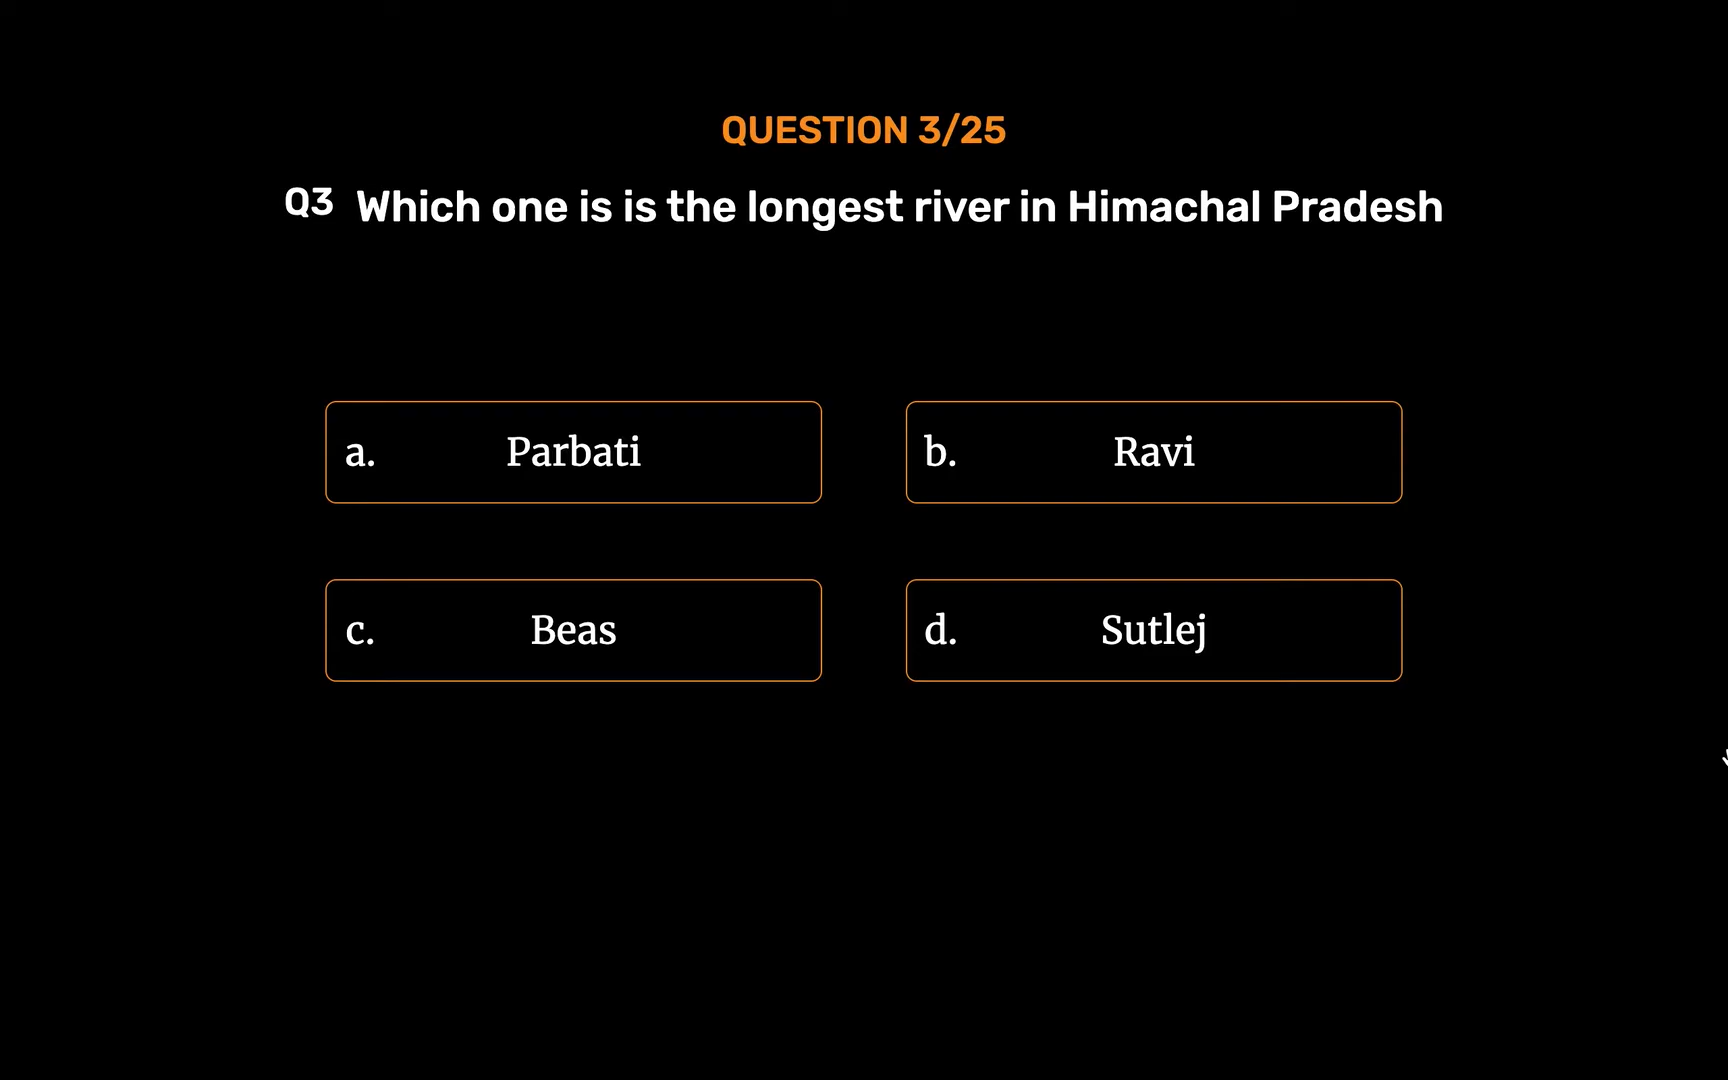 QUESTION 3/25
Q3 Which one is is the longest river in Himachal Pradesh
a. Parbati
b. Ravi
c. Beas
d. Sutlej